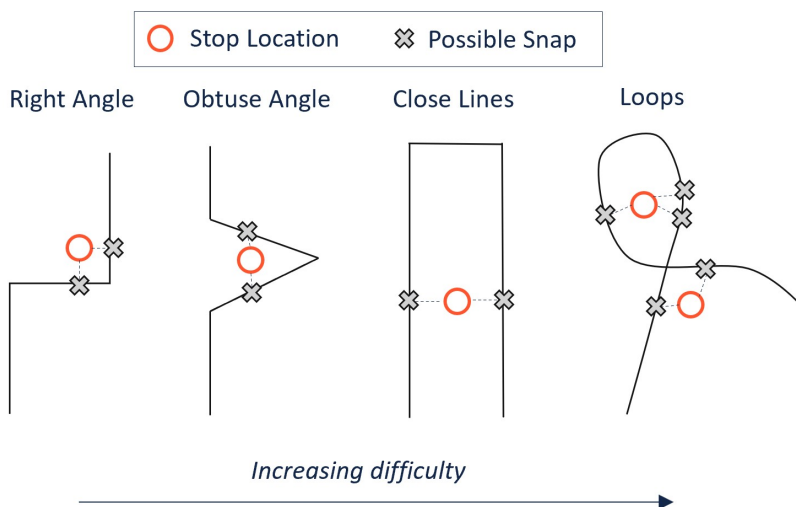 Stop Location
Possible Snap
Right Angle
Obtuse Angle
Close Lines
Loops
Increasing difficulty